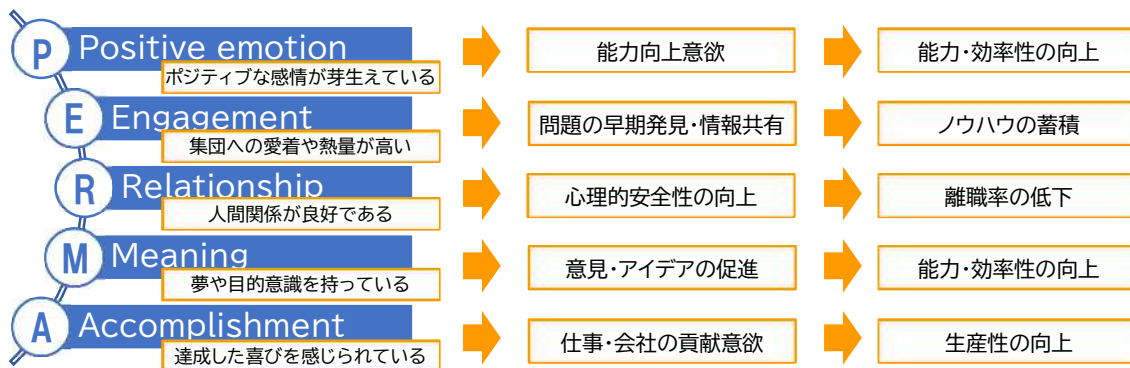 P Positive emotion
ポジティブな感情が芽生えている
能力向上意欲
能力・効率性の向上
E Engagement
集団への愛着や熱量が高い
問題の早期発見・情報共有
ノウハウの蓄積
R Relationship
人間関係が良好である
心理的安全性の向上
離職率の低下
M Meaning
夢や目的意識を持っている
意見・アイデアの促進
能力・効率性の向上
A Accomplishment
達成した喜びを感じられている
仕事・会社の貢献意欲
生産性の向上